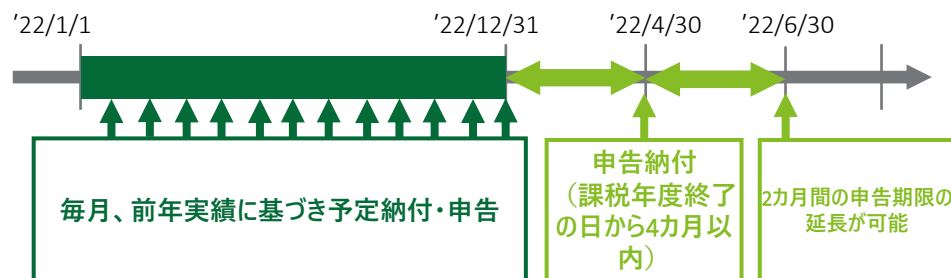 '22/1/1
'22/12/31
'22/4/30
'22/6/30
毎月、前年実績に基づき予定納付・申告
申告納付
（課税年度終了
の日から4カ月以
内）
2カ月間の申告期限の
延長が可能